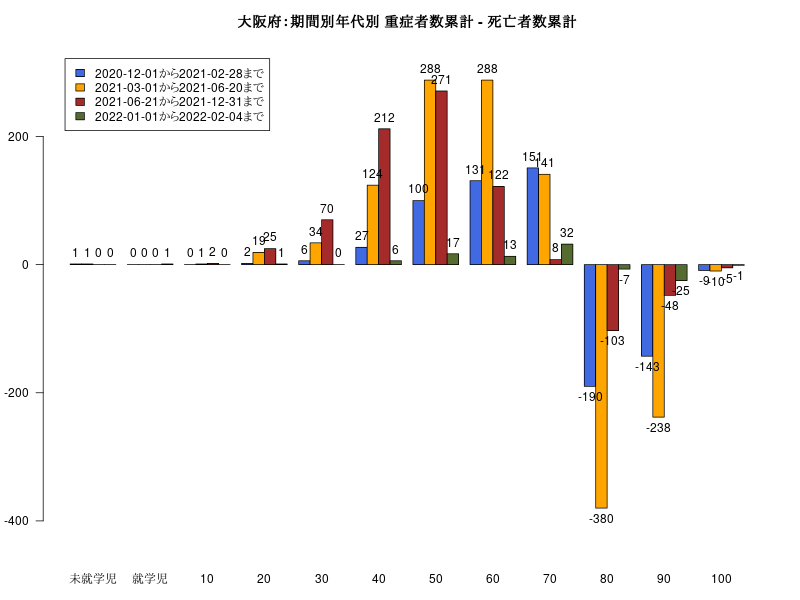 大阪府：期間別年代別 重症者数累計 - 死亡者数累計
2020-12-01から2021-02-28まで
2021-03-01から2021-06-20まで
2021-06-21から2021-12-31まで
2022-01-01から2022-02-04まで
200
0
-200
-400
1 1 0 0
0 0 0 1
0 1 2 0
2 19 25 1
6 34 70 0
27 124 212 6
100 288 271 17
131 288 122 13
151 141 8 32
-190 -380 -103 -7
-143 -238 -48 -25
-9 -10 -5 -1
未就学児 就学児 10 20 30 40 50 60 70 80 90 100